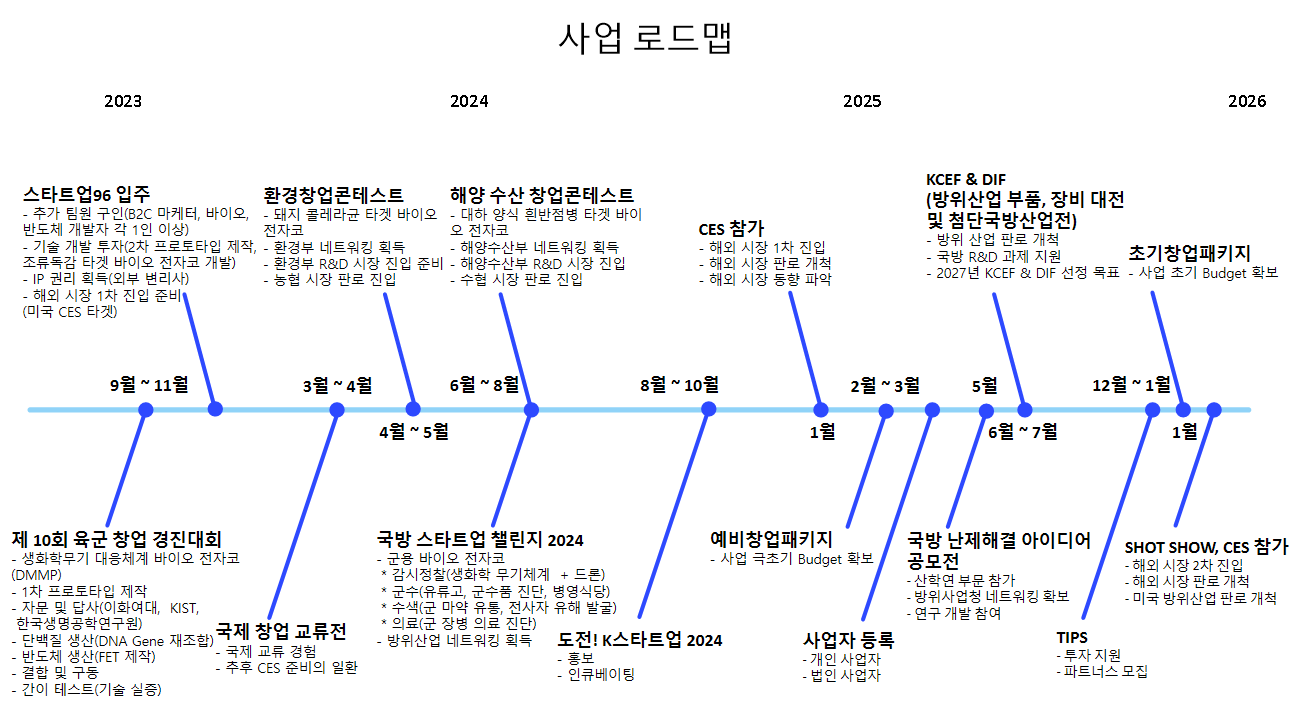 사업 로드맵
2023
2024
2025
2026
스타트업96 입주
- 추가 팀원 구인(B2C 마케터, 바이오,
반도체 개발자 각 1인 이상)
- 기술 개발 투자(2차 프로토타입 제작,
조류독감 타겟 바이오 전자코 개발)
- IP 권리 획득(외부 변리사)
- 해외 시장 1차 진입 준비
(미국 CES 타겟)
환경창업콘테스트
- 돼지 콜레라균 타겟 바이오
전자코
- 환경부 네트워킹 획득
- 환경부 R&D 시장 진입 준비
- 농협 시장 판로 진입
해양 수산 창업콘테스트
- 대하 양식 흰반점병 타겟 바이
오 전자코
- 해양수산부 네트워킹 획득
- 해양수산부 R&D 시장 진입
- 수협 시장 판로 진입
CES 참가
- 해외 시장 1차 진입
- 해외 시장 판로 개척
- 해외 시장 동향 파악
KCEF & DIF
(방위산업 부품, 장비 대전
및 첨단국방산업전)
- 방위 산업 판로 개척
- 국방 R&D 과제 지원
- 2027년 KCEF & DIF 선정 목표
초기창업패키지
- 사업 초기 Budget 확보
9월 ~ 11월
3월 ~ 4월
4월 ~ 5월
6월 ~ 8월
8월 ~ 10월
1월
2월 ~ 3월
5월
6월 ~ 7월
12월 ~ 1월
1월
제 10회 육군 창업 경진대회
- 생화학무기 대응체계 바이오 전자코
(DMMP)
- 1차 프로토타입 제작
- 자문 및 답사(이화여대, KIST,
한국생명공학연구원)
- 단백질 생산(DNA Gene 재조합)
- 반도체 생산(FET 제작)
- 결합 및 구동
- 간이 테스트(기술 실증)
국제 창업 교류전
- 국제 교류 경험
- 추후 CES 준비의 일환
국방 스타트업 챌린지 2024
- 군용 바이오 전자코
* 감시정찰(생화학 무기체계 + 드론)
* 군수(유류고, 군수품 진단, 병영식당)
* 수색(군 마약 유통, 전사자 유해 발굴)
* 의료(군 장병 의료 진단)
- 방위산업 네트워킹 획득
도전! K스타트업 2024
- 홍보
- 인큐베이팅
예비창업패키지
- 사업 극초기 Budget 확보
사업자 등록
- 개인 사업자
- 법인 사업자
국방 난제해결 아이디어
공모전
- 산학연 부문 참가
- 방위사업청 네트워킹 확보
- 연구 개발 참여
TIPS
- 투자 지원
- 파트너스 모집
SHOT SHOW, CES 참가
- 해외 시장 2차 진입
- 해외 시장 판로 개척
- 미국 방위산업 판로 개척